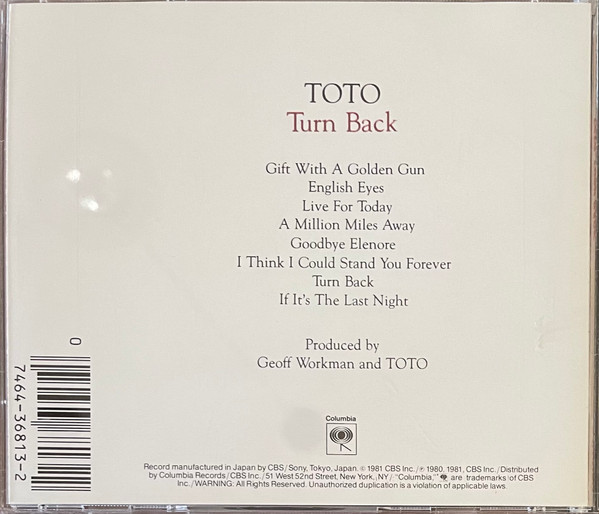 TOTO
Turn Back
Gift With A Golden Gun
English Eyes
Live For Today
A Million Miles Away
Goodbye Elenore
I Think I Could Stand You Forever
Turn Back
If It's The Last Night
Produced by
Geoff Workman and TOTO
0
7464-36813-2
Columbia
Record manufactured in Japan by CBS/Sony, Tokyo, Japan. © 1981 CBS Inc./℗ 1980, 1981, CBS Inc./Distributed
by Columbia Records/CBS Inc./51 West 52nd Street, New York, NY/ "Columbia," are trademarks of CBS
Inc./WARNING: All Rights Reserved. Unauthorized duplication is a violation of applicable laws.